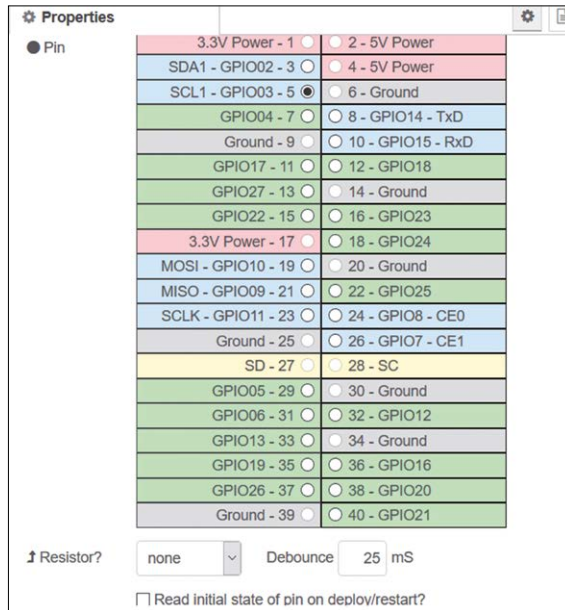 Properties
Pin
3.3V Power - 1 2 - 5V Power
SDA1 - GPIO02 - 3 4 - 5V Power
SCL1 - GPIO03 - 5 6 - Ground
GPIO04 - 7 8 - GPIO14 - TxD
Ground - 9 10 - GPIO15 - RxD
GPIO17 - 11 12 - GPIO18
GPIO27 - 13 14 - Ground
GPIO22 - 15 16 - GPIO23
3.3V Power - 17 18 - GPIO24
MOSI - GPIO10 - 19 20 - Ground
MISO - GPIO09 - 21 22 - GPIO25
SCLK - GPIO11 - 23 24 - GPIO8 - CE0
Ground - 25 26 - GPIO7 - CE1
SD - 27 28 - SC
GPIO05 - 29 30 - Ground
GPIO06 - 31 32 - GPIO12
GPIO13 - 33 34 - Ground
GPIO19 - 35 36 - GPIO16
GPIO26 - 37 38 - GPIO20
Ground - 39 40 - GPIO21
Resistor? none Debounce 25 mS
Read initial state of pin on deploy/restart?